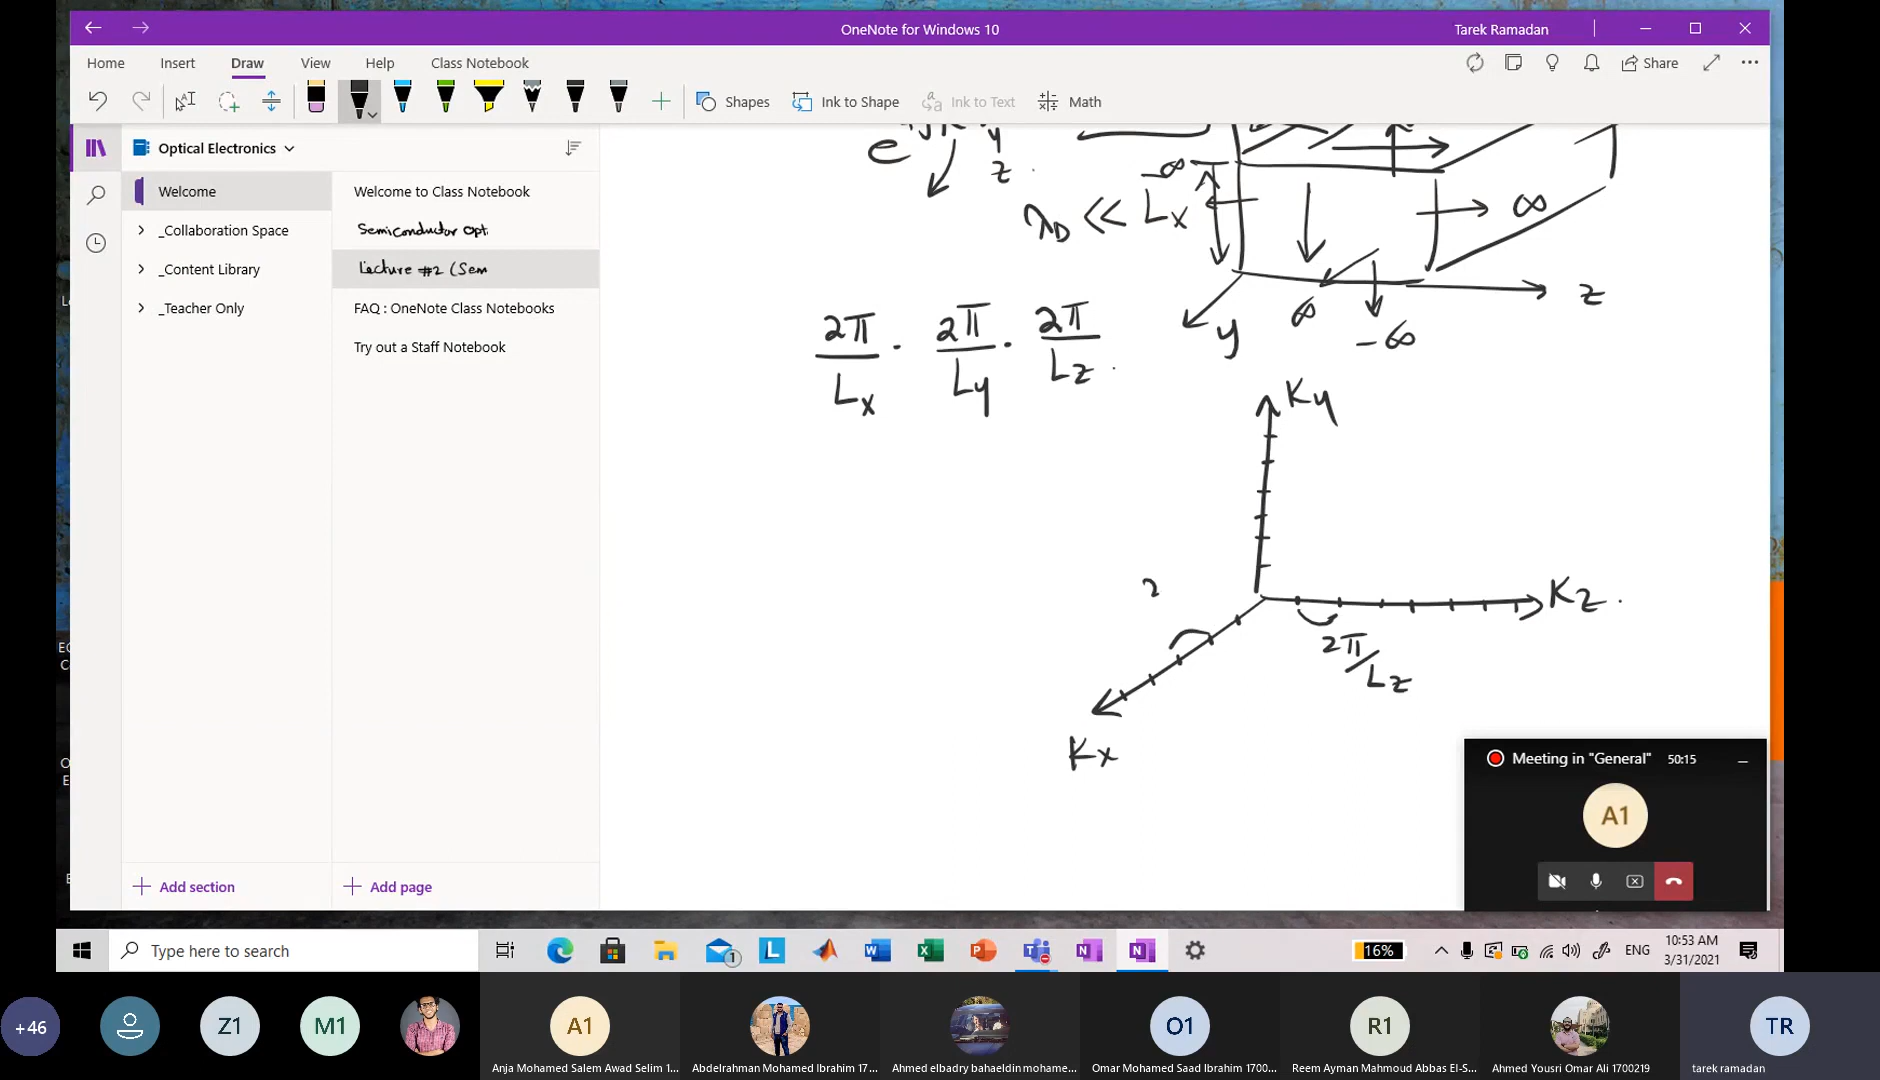 OneNote for Windows 10
Tarek Ramadan
Home Insert Draw View Help Class Notebook
Share
Shapes Ink to Shape Ink to Text Math
Optical Electronics
Welcome
_Collaboration Space
_Content Library
_Teacher Only
Welcome to Class Notebook
Semiconductor Opti
Lecture #2 (Sem
FAQ : OneNote Class Notebooks
Try out a Staff Notebook
Add section
Add page
-∞
z
λD << Lx
∞
z
y
∞
-∞
2π/Lx · 2π/Ly · 2π/Lz
Ky
2
Kz
2π/Lz
Kx
Meeting in "General" 50:15
A1
Type here to search
1
L
16%
ENG
10:53 AM
3/31/2021
+46
Z1
M1
A1
O1
R1
TR
Anja Mohamed Salem Awad Selim 1...
Abdelrahman Mohamed Ibrahim 17...
Ahmed elbadry bahaeldin mohame...
Omar Mohamed Saad Ibrahim 1700...
Reem Ayman Mahmoud Abbas El-S...
Ahmed Yousri Omar Ali 1700219
tarek ramadan